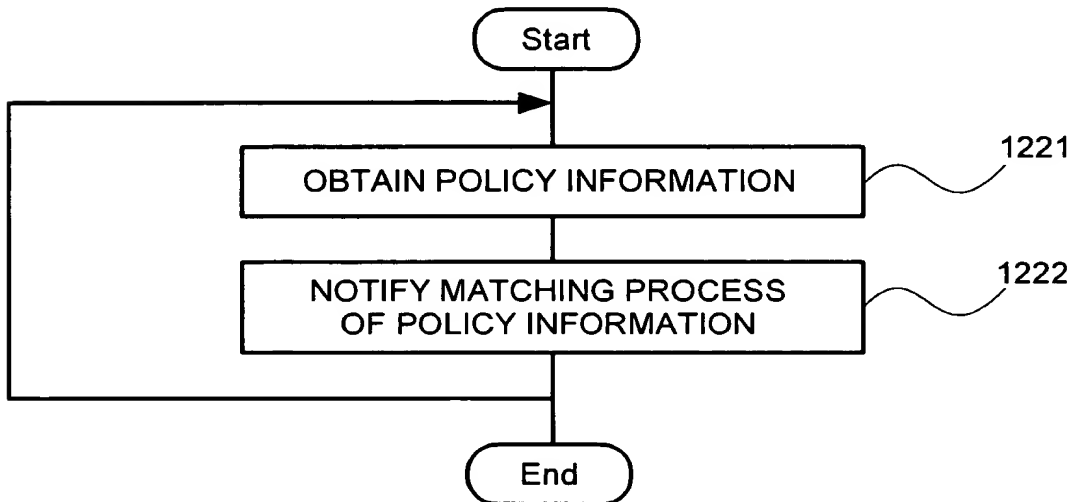 Start
OBTAIN POLICY INFORMATION
1221
NOTIFY MATCHING PROCESS
OF POLICY INFORMATION
1222
End